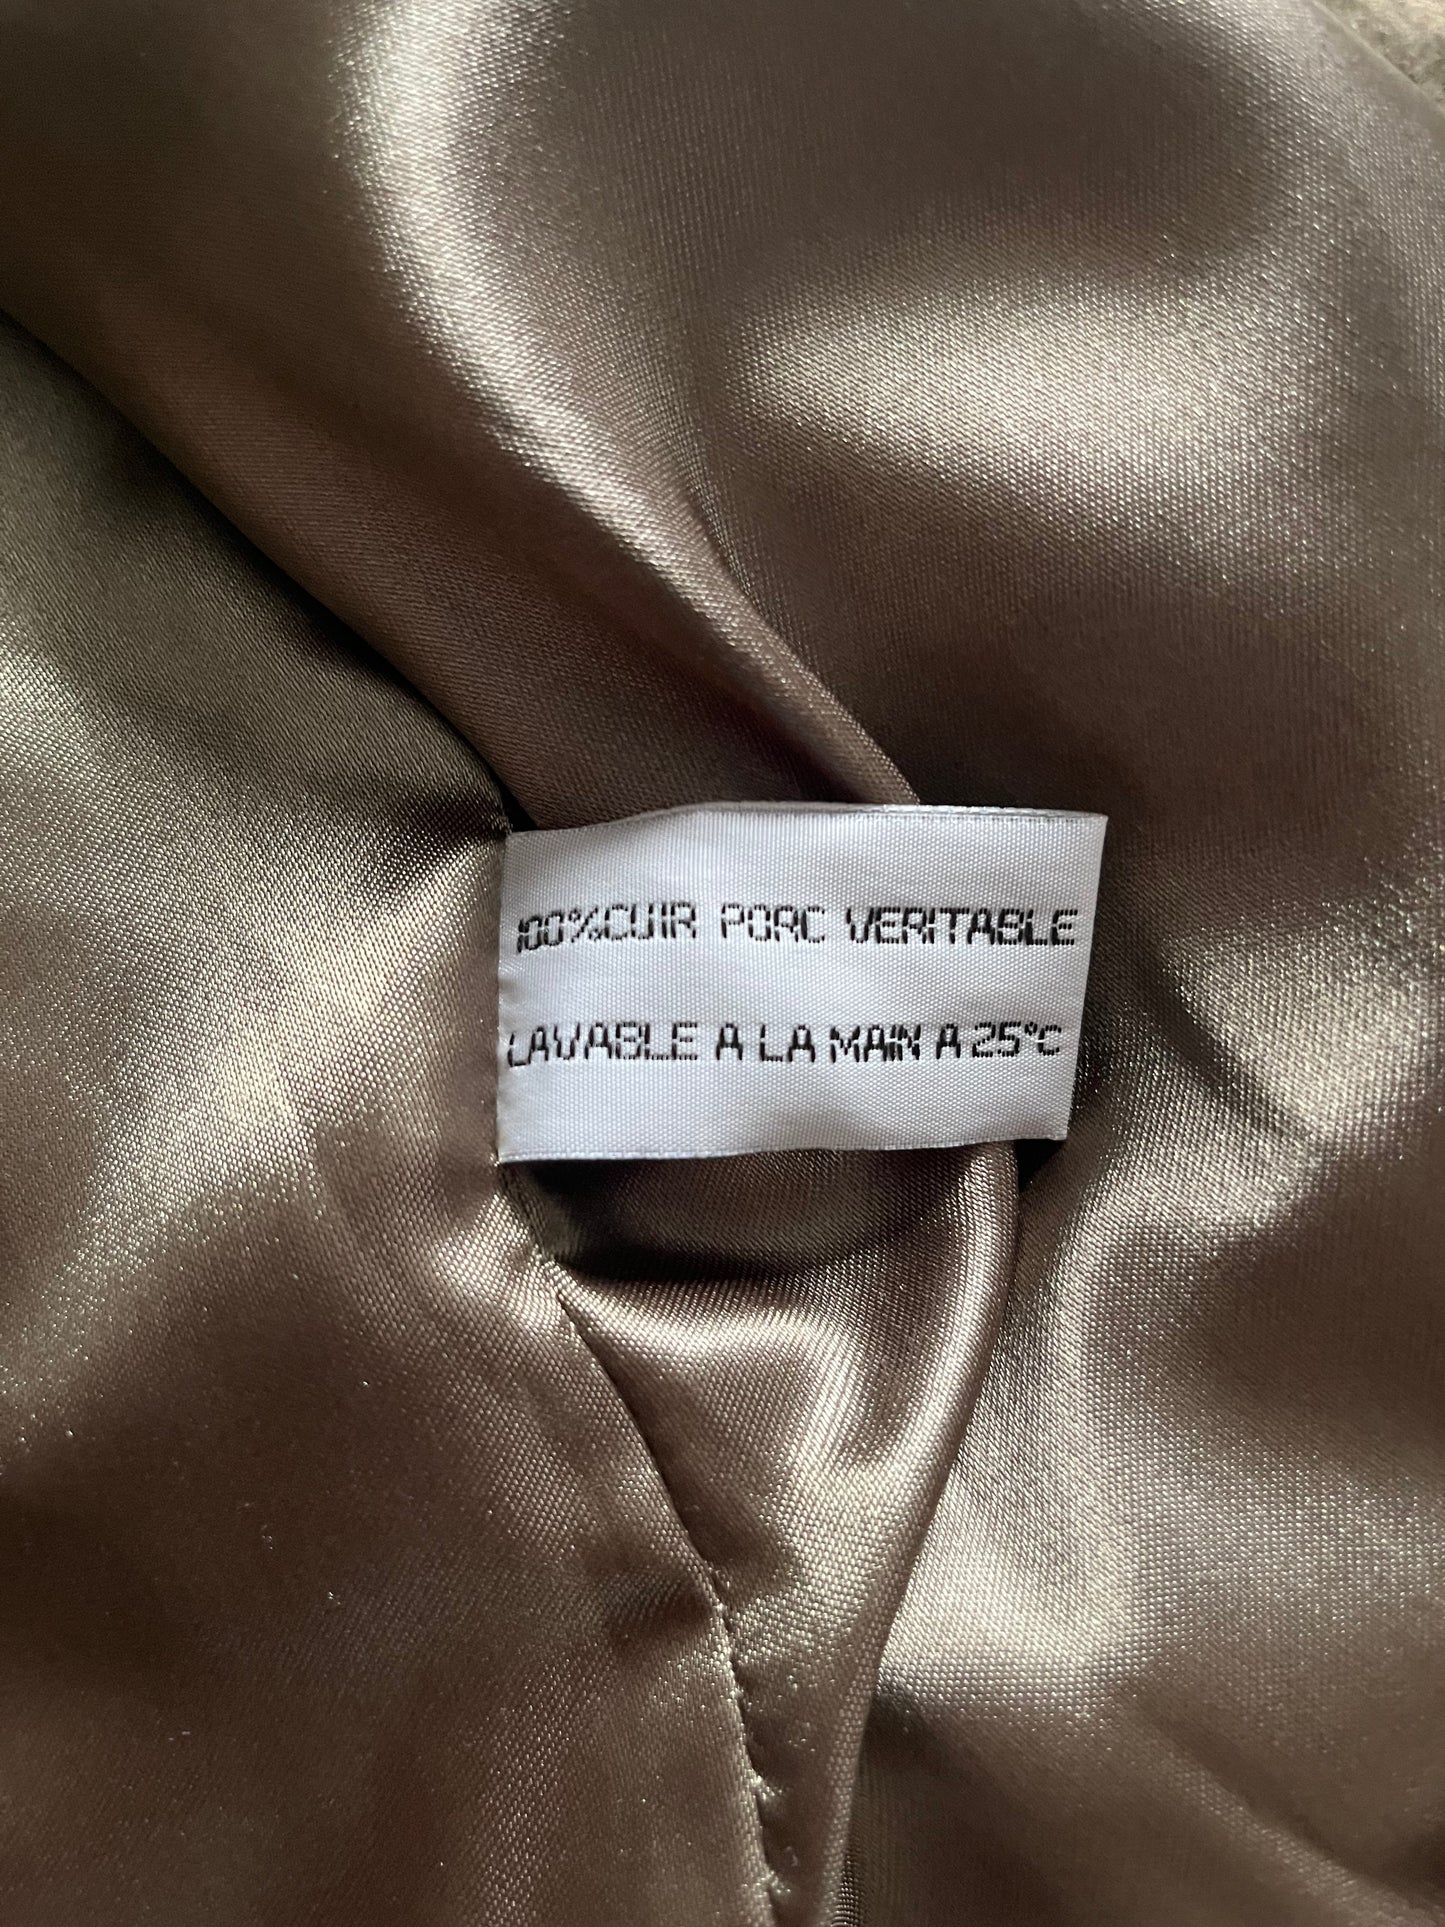 100%CUIR PORC VERITABLE
LAVABLE A LA MAIN A 25°C